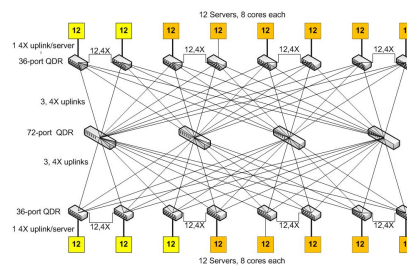 12 Servers, 8 cores each
12 12 12 12 12 12 12
1 4X uplink/server
12,4X 12,4X 12,4X 12,4X
36-port QDR
3, 4X uplinks
72-port QDR
3, 4X uplinks
36-port QDR
12,4X 12,4X 12,4X 12,4X
1 4X uplink/server
12 12 12 12 12 12 12
12 Servers, 8 cores each